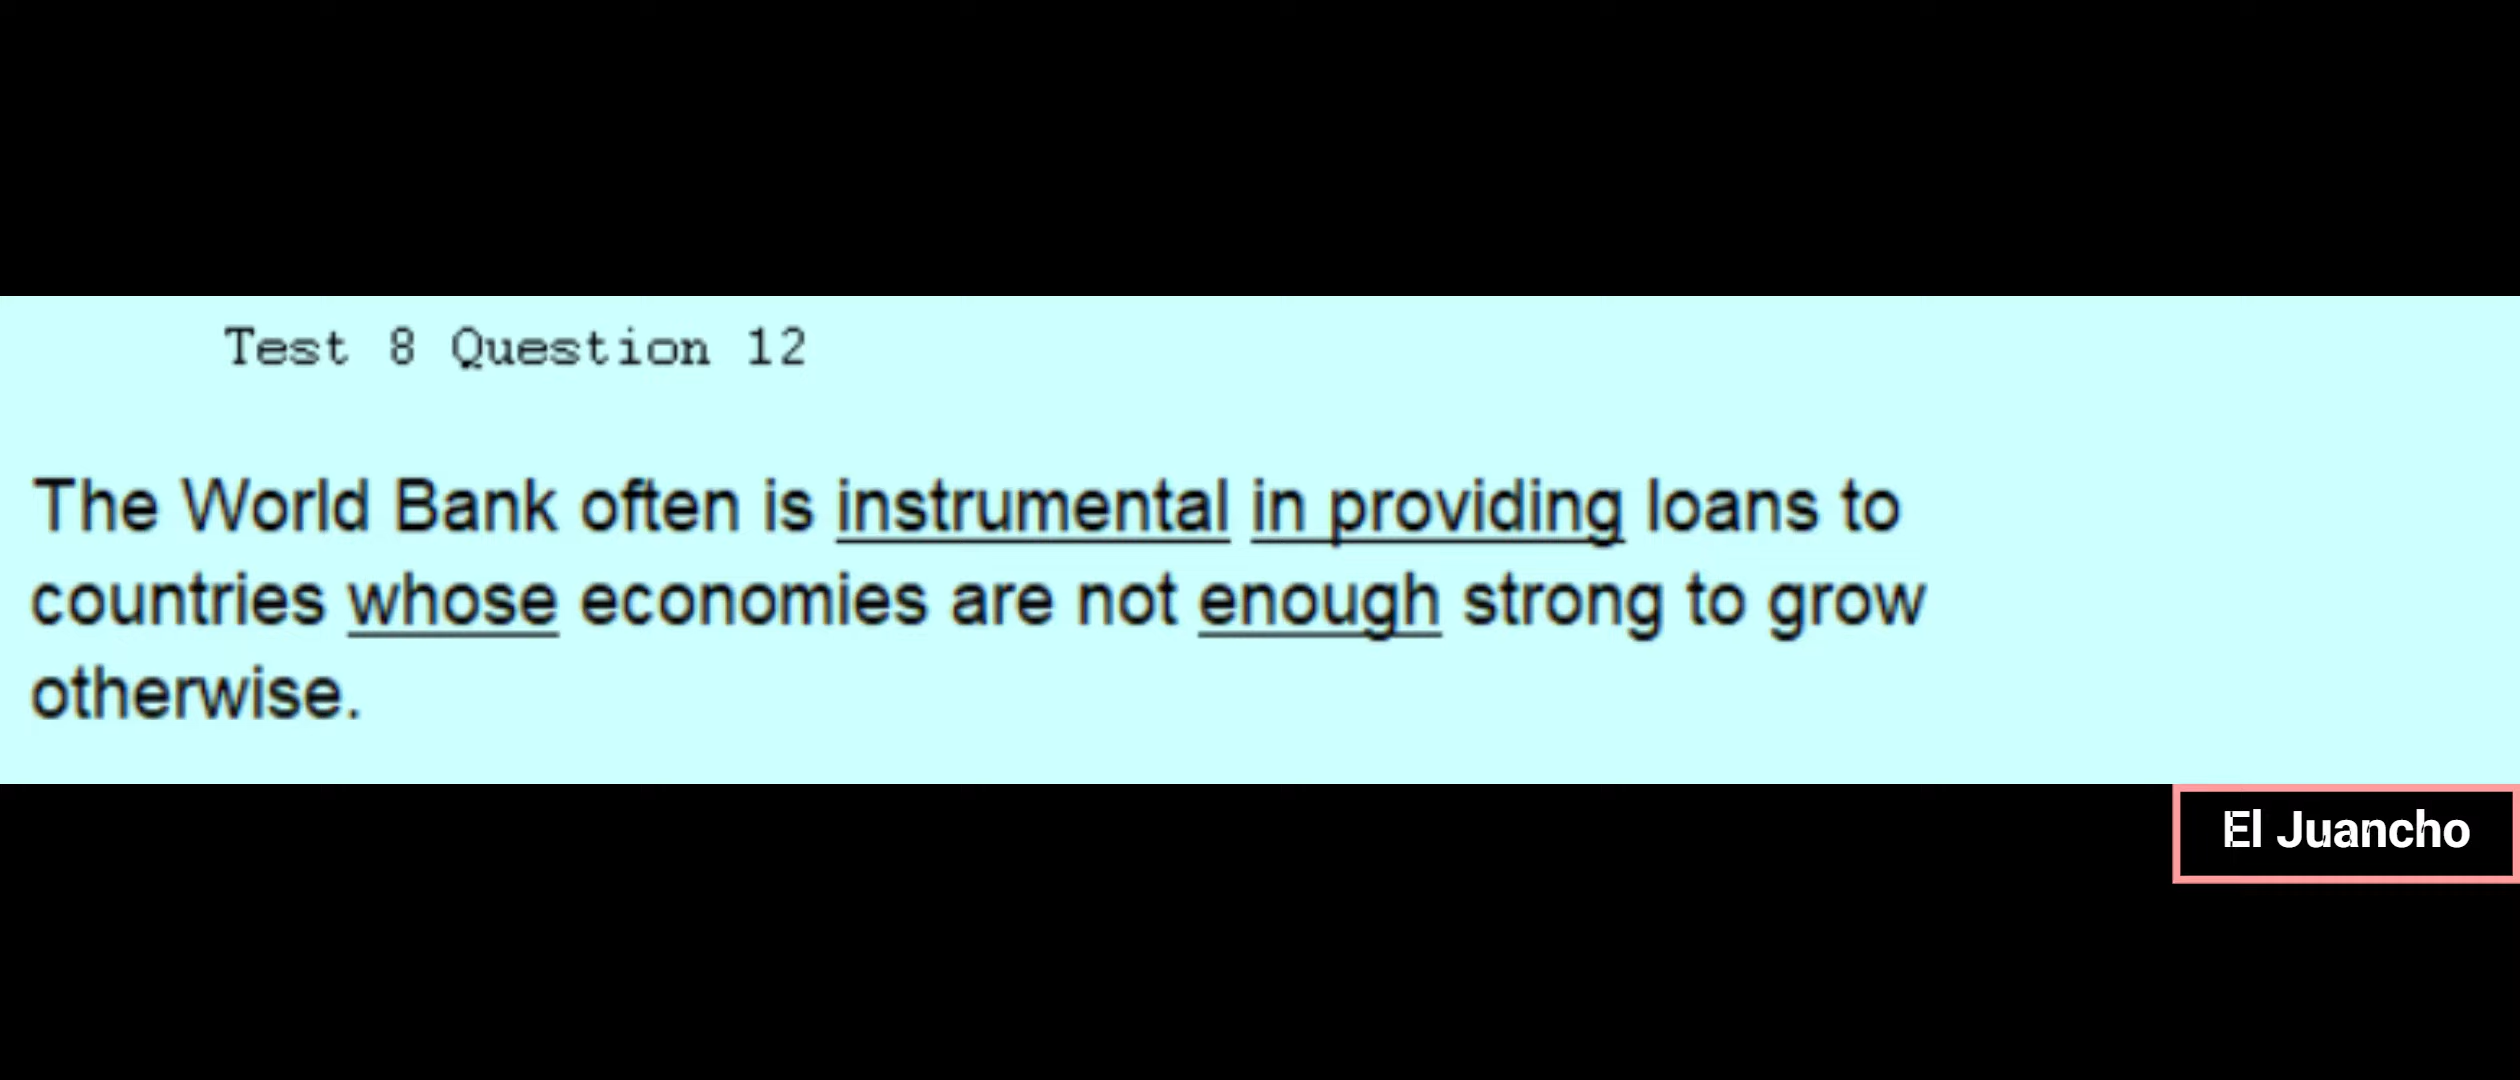 Test 8 Question 12
The World Bank often is instrumental in providing loans to
countries whose economies are not enough strong to grow
otherwise.
El Juancho